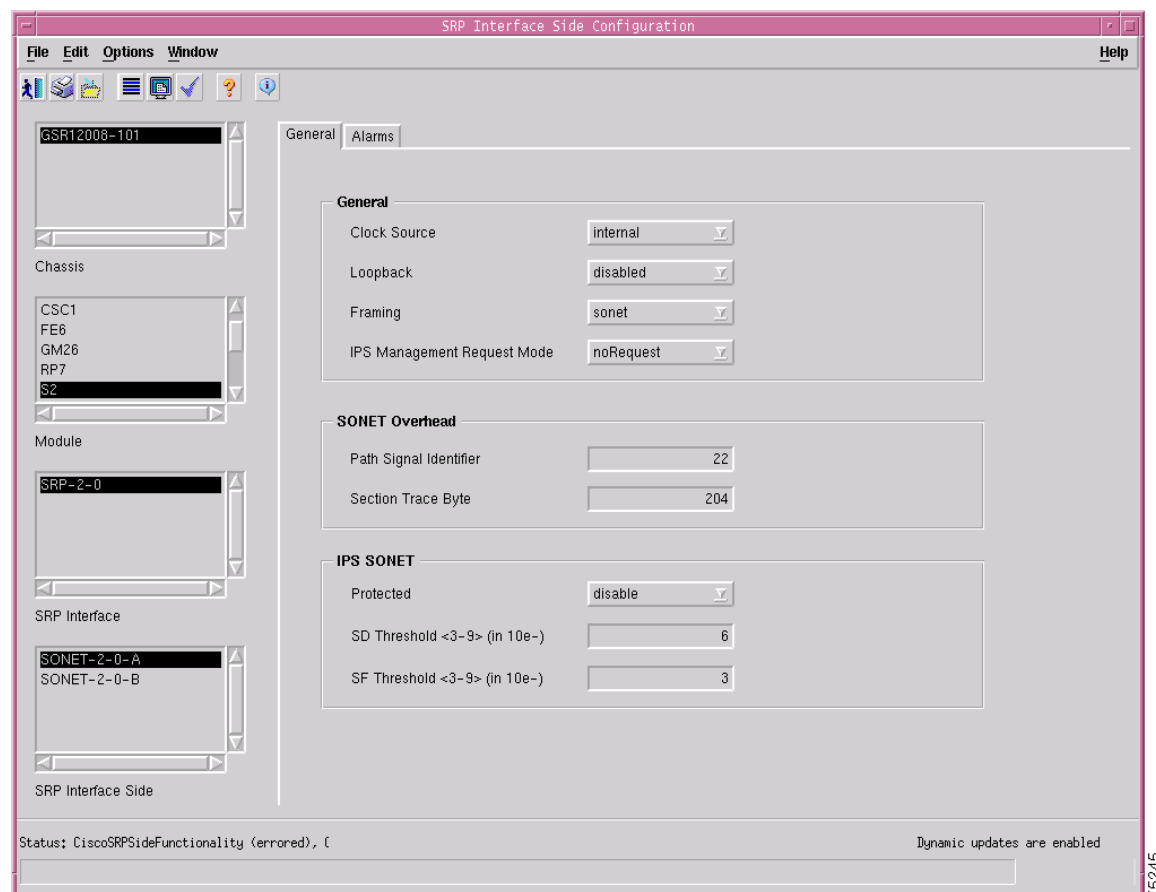 SRP Interface Side Configuration
File Edit Options Window Help
GSR12008-101
Chassis
CSC1
FE6
GM26
RP7
S2
Module
SRP-2-0
SRP Interface
SONET-2-0-A
SONET-2-0-B
SRP Interface Side
General Alarms
General
Clock Source internal
Loopback disabled
Framing sonet
IPS Management Request Mode noRequest
SONET Overhead
Path Signal Identifier 22
Section Trace Byte 204
IPS SONET
Protected disable
SD Threshold <3-9> (in 10e-) 6
SF Threshold <3-9> (in 10e-) 3
Status: CiscoSRPSideFunctionality (errored), (
Dynamic updates are enabled